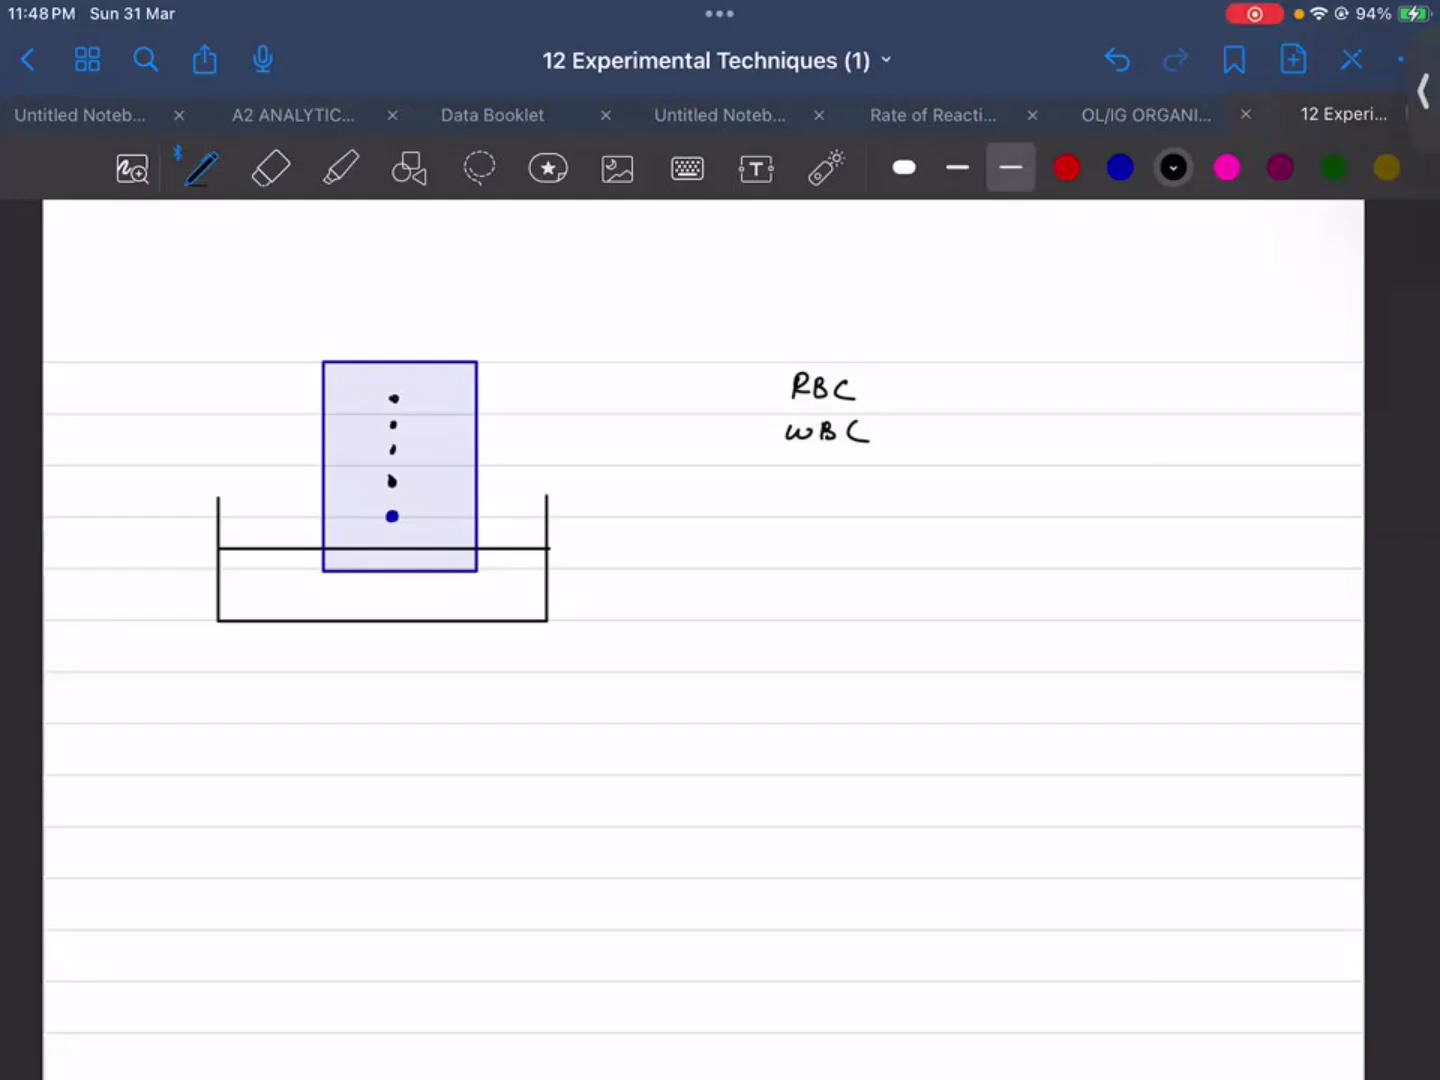 11:48 PM Sun 31 Mar
94%
12 Experimental Techniques (1)
Untitled Noteb... A2 ANALYTIC... Data Booklet Untitled Noteb... Rate of Reacti... OL/IG ORGANI... 12 Experi...
T
RBC
WBC